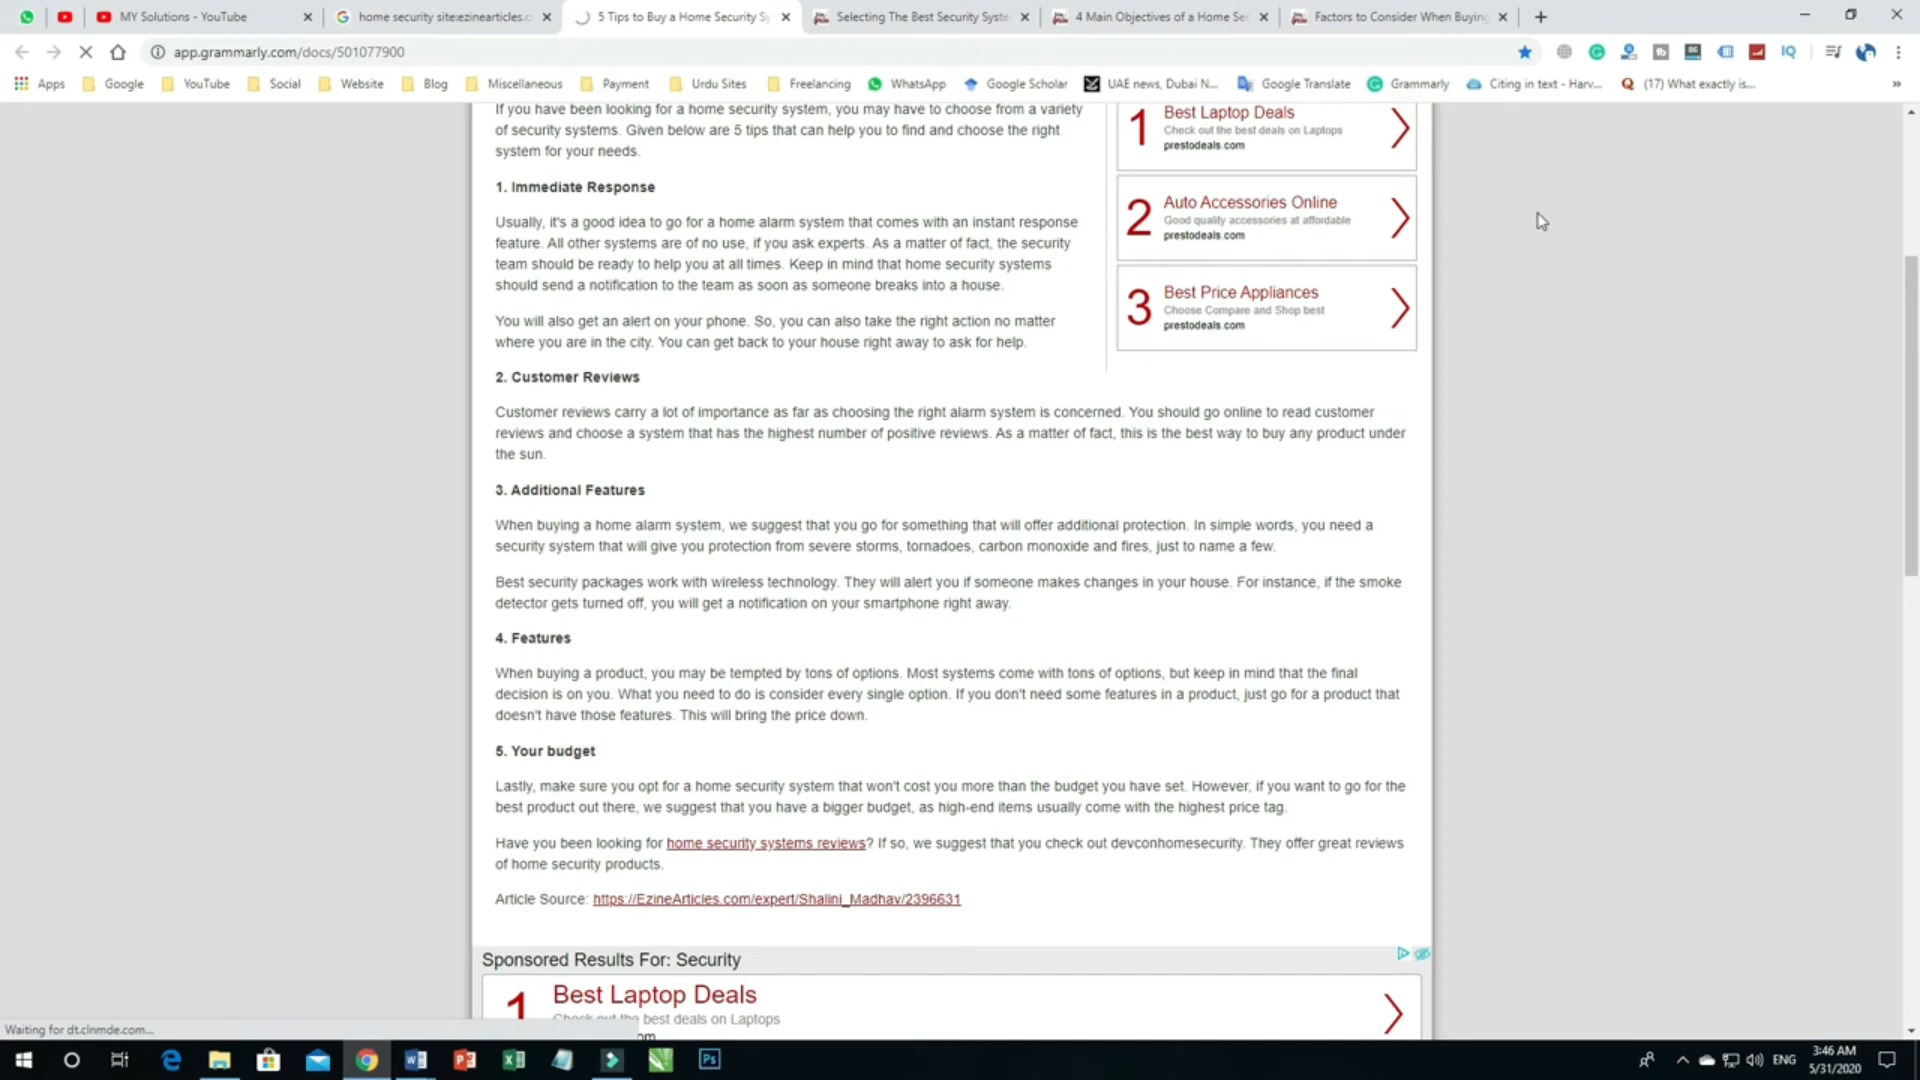 MY Solutions - YouTube
home security site:ezinearticles.c
5 Tips to Buy a Home Security Sy
Selecting The Best Security Syste
4 Main Objectives of a Home Sec
Factors to Consider When Buying
app.grammarly.com/docs/501077900
Apps
Google
YouTube
Social
Website
Blog
Miscellaneous
Payment
Urdu Sites
Freelancing
WhatsApp
Google Scholar
UAE news, Dubai N...
Google Translate
Grammarly
Citing in text - Harv...
(17) What exactly is...
If you have been looking for a home security system, you may have to choose from a variety
of security systems. Given below are 5 tips that can help you to find and choose the right
system for your needs.
1. Immediate Response
Usually, it's a good idea to go for a home alarm system that comes with an instant response
feature. All other systems are of no use, if you ask experts. As a matter of fact, the security
team should be ready to help you at all times. Keep in mind that home security systems
should send a notification to the team as soon as someone breaks into a house.
You will also get an alert on your phone. So, you can also take the right action no matter
where you are in the city. You can get back to your house right away to ask for help.
2. Customer Reviews
Customer reviews carry a lot of importance as far as choosing the right alarm system is concerned. You should go online to read customer
reviews and choose a system that has the highest number of positive reviews. As a matter of fact, this is the best way to buy any product under
the sun.
3. Additional Features
When buying a home alarm system, we suggest that you go for something that will offer additional protection. In simple words, you need a
security system that will give you protection from severe storms, tornadoes, carbon monoxide and fires, just to name a few.
Best security packages work with wireless technology. They will alert you if someone makes changes in your house. For instance, if the smoke
detector gets turned off, you will get a notification on your smartphone right away.
4. Features
When buying a product, you may be tempted by tons of options. Most systems come with tons of options, but keep in mind that the final
decision is on you. What you need to do is consider every single option. If you don't need some features in a product, just go for a product that
doesn't have those features. This will bring the price down.
5. Your budget
Lastly, make sure you opt for a home security system that won't cost you more than the budget you have set. However, if you want to go for the
best product out there, we suggest that you have a bigger budget, as high-end items usually come with the highest price tag.
Have you been looking for home security systems reviews? If so, we suggest that you check out devconhomesecurity. They offer great reviews
of home security products.
Article Source: https://EzineArticles.com/expert/Shalini_Madhav/2396631
1
Best Laptop Deals
Check out the best deals on Laptops
prestodeals.com
2
Auto Accessories Online
Good quality accessories at affordable
prestodeals.com
3
Best Price Appliances
Choose Compare and Shop best
prestodeals.com
Sponsored Results For: Security
1
Best Laptop Deals
Check out the best deals on Laptops
Waiting for dt.clnmde.com...
ENG
3:46 AM
5/31/2020